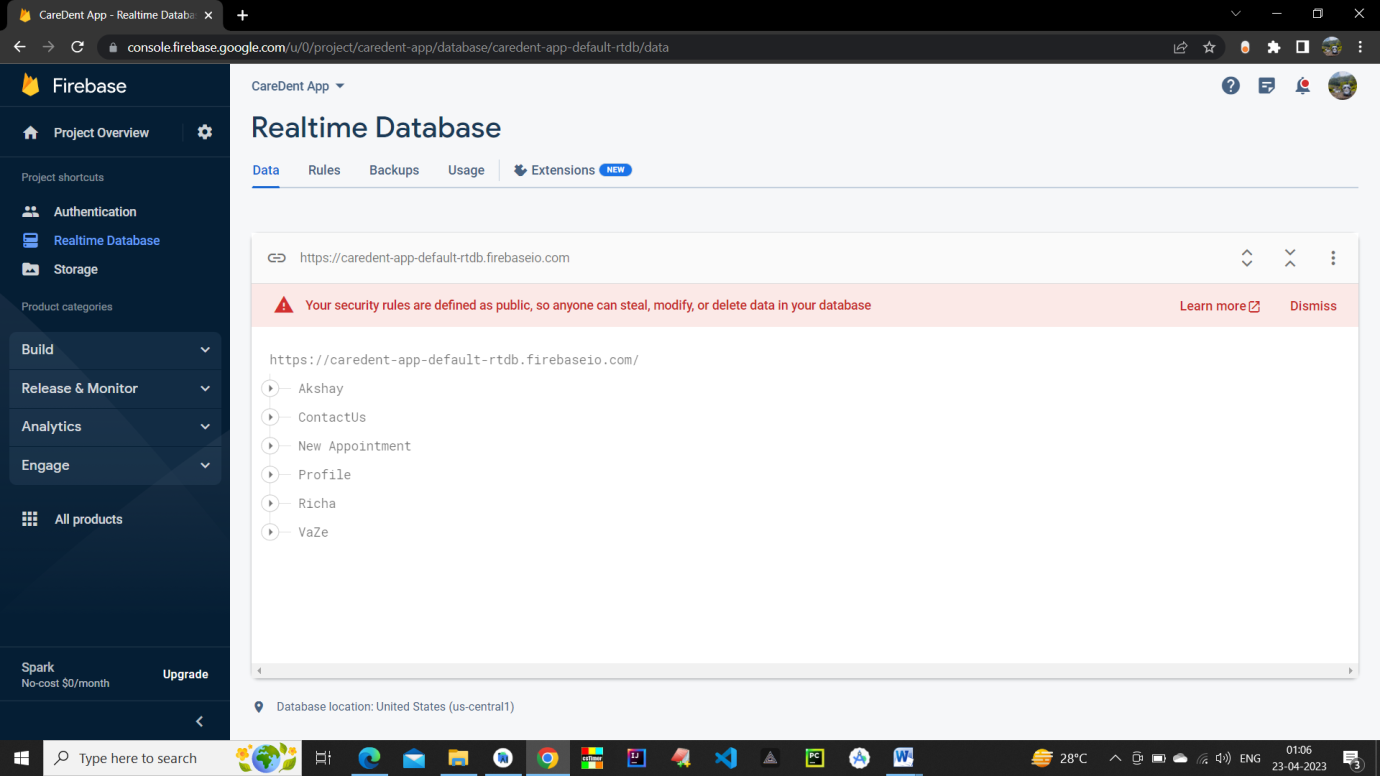 CareDent App - Realtime Databa
console.firebase.google.com/u/0/project/caredent-app/database/caredent-app-default-rtdb/data
Firebase
CareDent App
Project Overview
Realtime Database
Data Rules Backups Usage Extensions NEW
Project shortcuts
Authentication
Realtime Database
Storage
Product categories
Build
Release & Monitor
Analytics
Engage
All products
Spark
No-cost $0/month
Upgrade
https://caredent-app-default-rtdb.firebaseio.com
Your security rules are defined as public, so anyone can steal, modify, or delete data in your database
Learn more Dismiss
https://caredent-app-default-rtdb.firebaseio.com/
Akshay
ContactUs
New Appointment
Profile
Richa
VaZe
Database location: United States (us-central1)
Type here to search
csTimer
IJ
PC
W
28°C
ENG
01:06
23-04-2023
3